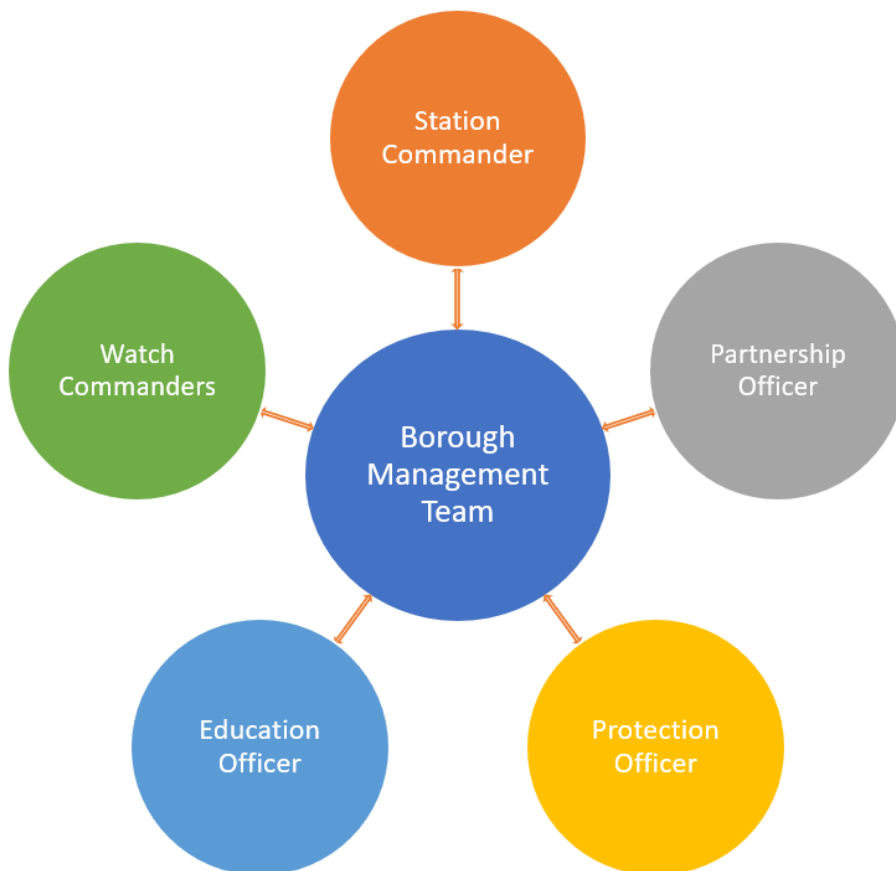 Station
Commander
Watch
Commanders
Partnership
Officer
Borough
Management
Team
Education
Officer
Protection
Officer